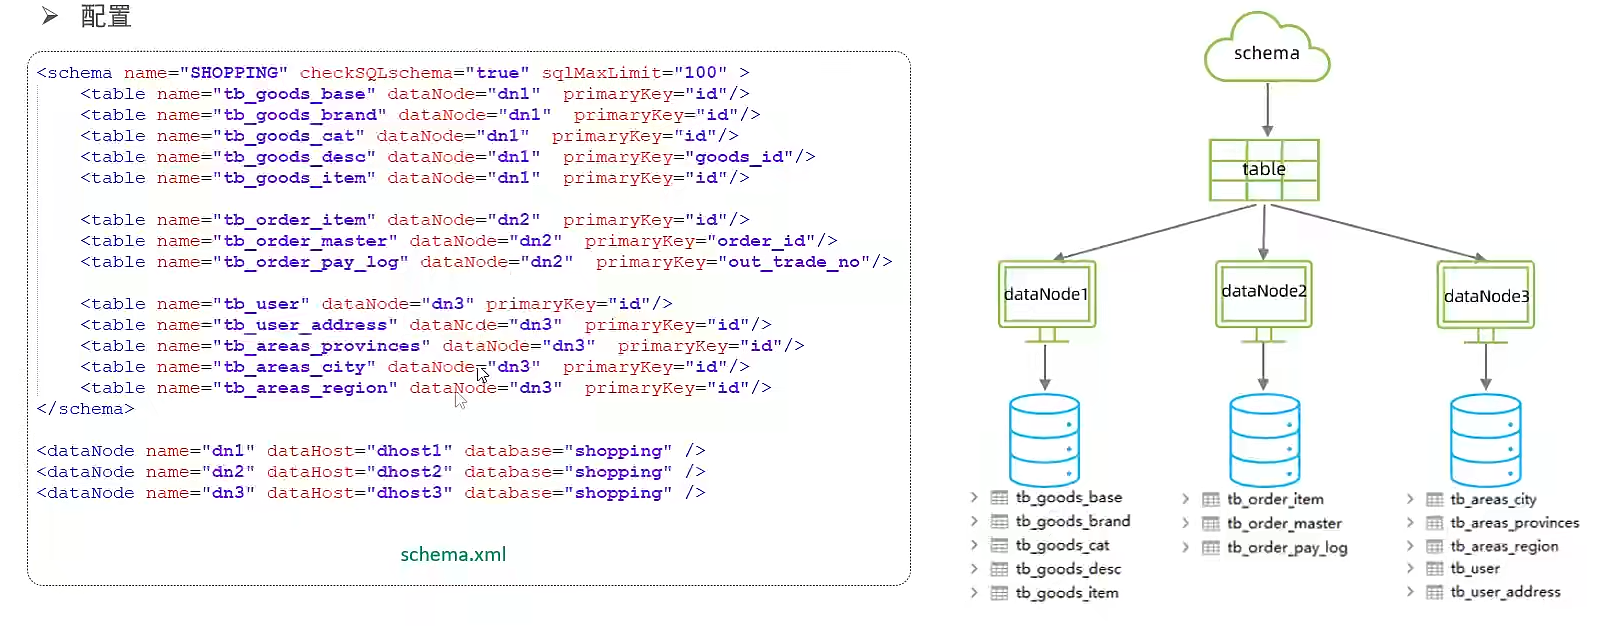 配置
<schema name="SHOPPING" checkSQLschema="true" sqlMaxLimit="100" >
<table name="tb_goods_base" dataNode="dn1" primaryKey="id"/>
<table name="tb_goods_brand" dataNode="dn1" primaryKey="id"/>
<table name="tb_goods_cat" dataNode="dn1" primaryKey="id"/>
<table name="tb_goods_desc" dataNode="dn1" primaryKey="goods_id"/>
<table name="tb_goods_item" dataNode="dn1" primaryKey="id"/>
<table name="tb_order_item" dataNode="dn2" primaryKey="id"/>
<table name="tb_order_master" dataNode="dn2" primaryKey="order_id"/>
<table name="tb_order_pay_log" dataNode="dn2" primaryKey="out_trade_no"/>
<table name="tb_user" dataNode="dn3" primaryKey="id"/>
<table name="tb_user_address" dataNode="dn3" primaryKey="id"/>
<table name="tb_areas_provinces" dataNode="dn3" primaryKey="id"/>
<table name="tb_areas_city" dataNode="dn3" primaryKey="id"/>
<table name="tb_areas_region" dataNode="dn3" primaryKey="id"/>
</schema>
<dataNode name="dn1" dataHost="dhost1" database="shopping" />
<dataNode name="dn2" dataHost="dhost2" database="shopping" />
<dataNode name="dn3" dataHost="dhost3" database="shopping" />
schema.xml
schema
table
dataNode1
dataNode2
dataNode3
tb_goods_base
tb_goods_brand
tb_goods_cat
tb_goods_desc
tb_goods_item
tb_order_item
tb_order_master
tb_order_pay_log
tb_areas_city
tb_areas_provinces
tb_areas_region
tb_user
tb_user_address